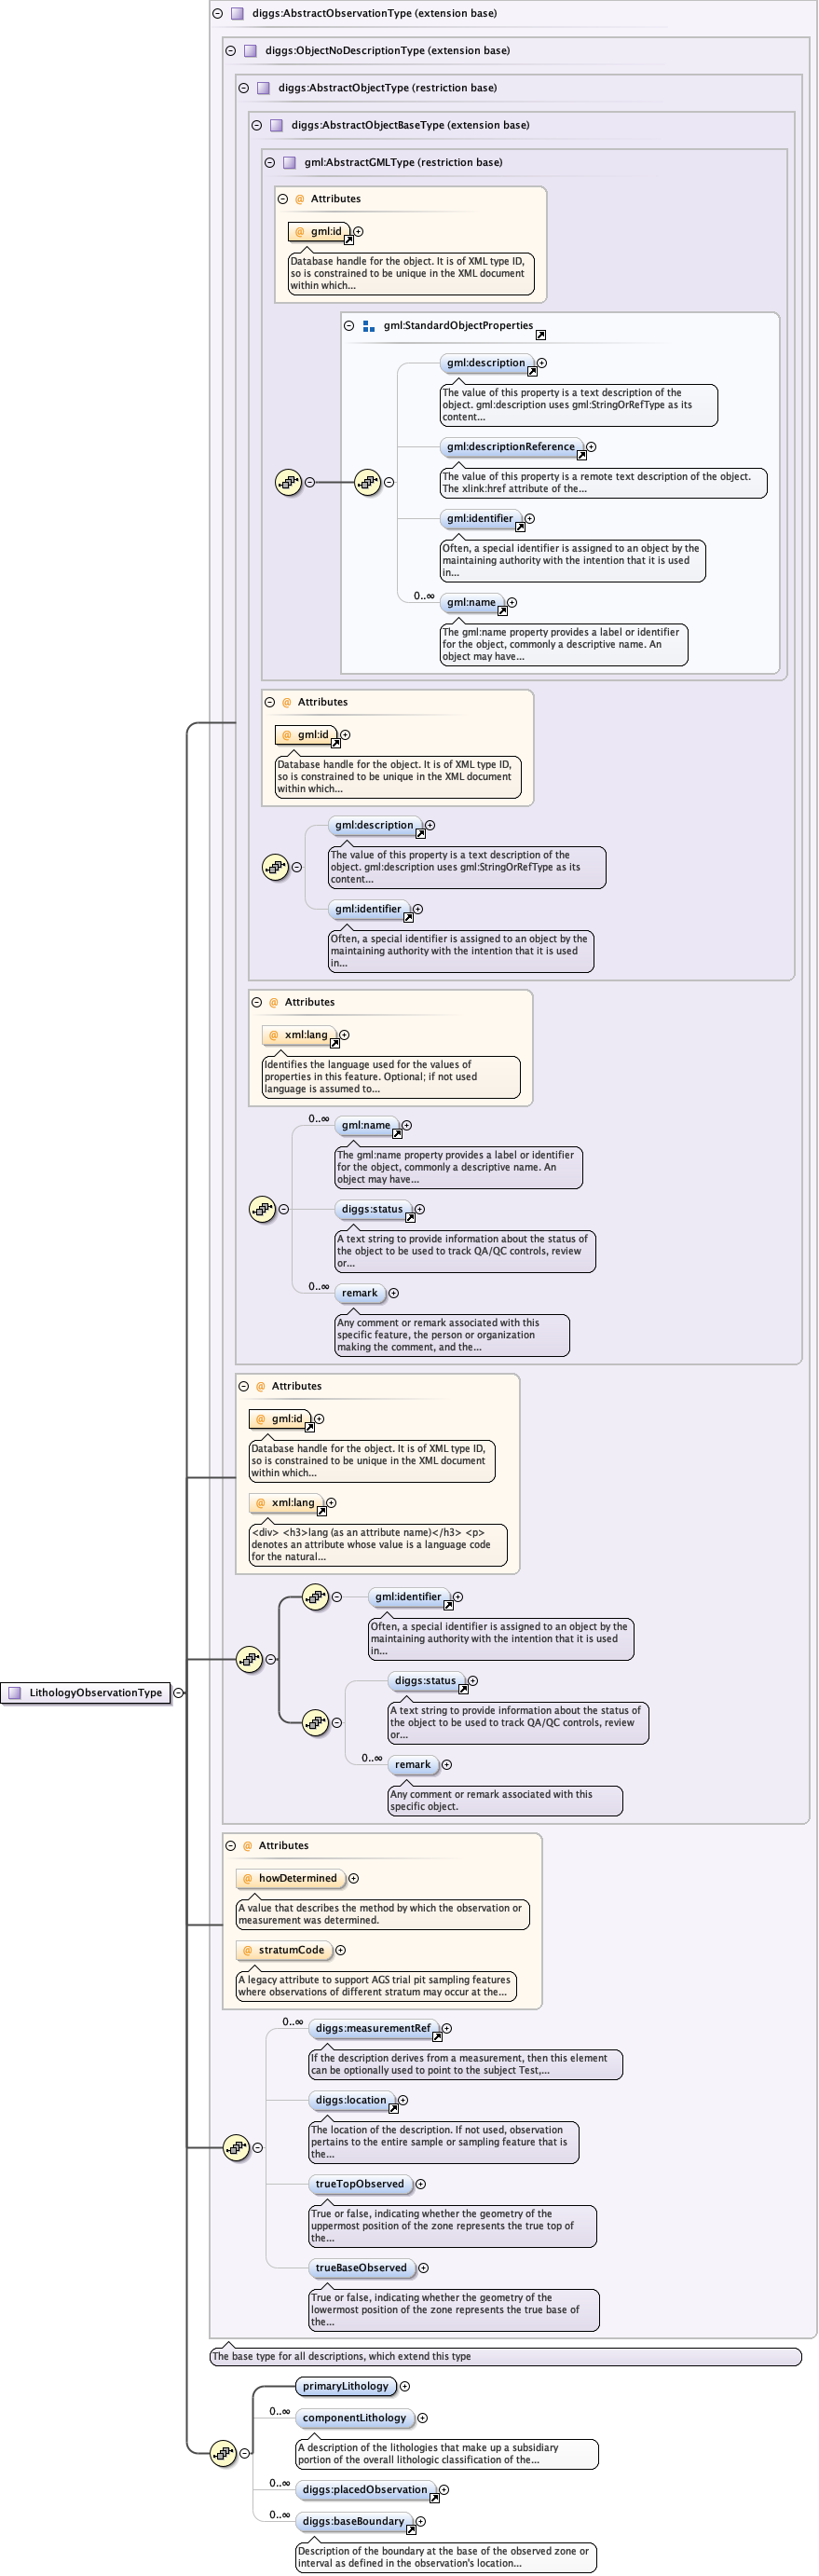 diggs:AbstractObservationType (extension base)
diggs:ObjectNoDescriptionType (extension base)
diggs:AbstractObjectType (restriction base)
diggs:AbstractObjectBaseType (extension base)
gml:AbstractGMLType (restriction base)
@ Attributes
@ gml:id
Database handle for the object. It is of XML type ID,
so is constrained to be unique in the XML document
within which...
gml:StandardObjectProperties
gml:description
The value of this property is a text description of the
object. gml:description uses gml:StringOrRefType as its
content...
gml:descriptionReference
The value of this property is a remote text description of the object.
The xlink:href attribute of the...
gml:identifier
Often, a special identifier is assigned to an object by the
maintaining authority with the intention that it is used
in...
0..∞
gml:name
The gml:name property provides a label or identifier
for the object, commonly a descriptive name. An
object may have...
@ Attributes
@ gml:id
Database handle for the object. It is of XML type ID,
so is constrained to be unique in the XML document
within which...
gml:description
The value of this property is a text description of the
object. gml:description uses gml:StringOrRefType as its
content...
gml:identifier
Often, a special identifier is assigned to an object by the
maintaining authority with the intention that it is used
in...
@ Attributes
@ xml:lang
Identifies the language used for the values of
properties in this feature. Optional; if not used
language is assumed to...
0..∞
gml:name
The gml:name property provides a label or identifier
for the object, commonly a descriptive name. An
object may have...
diggs:status
A text string to provide information about the status of
the object to be used to track QA/QC controls, review
or...
0..∞
remark
Any comment or remark associated with this
specific feature, the person or organization
making the comment, and the...
@ Attributes
@ gml:id
Database handle for the object. It is of XML type ID,
so is constrained to be unique in the XML document
within which...
@ xml:lang
<div> <h3>lang (as an attribute name)</h3> <p>
denotes an attribute whose value is a language code
for the natural...
gml:identifier
Often, a special identifier is assigned to an object by the
maintaining authority with the intention that it is used
in...
diggs:status
A text string to provide information about the status of
the object to be used to track QA/QC controls, review
or...
LithologyObservationType
0..∞
remark
Any comment or remark associated with this
specific object.
@ Attributes
@ howDetermined
A value that describes the method by which the observation or
measurement was determined.
@ stratumCode
A legacy attribute to support AGS trial pit sampling features
where observations of different stratum may occur at the...
0..∞
diggs:measurementRef
If the description derives from a measurement, then this element
can be optionally used to point to the subject Test,...
diggs:location
The location of the description. If not used, observation
pertains to the entire sample or sampling feature that is
the...
trueTopObserved
True or false, indicating whether the geometry of the
uppermost position of the zone represents the true top of
the...
trueBaseObserved
True or false, indicating whether the geometry of the
lowermost position of the zone represents the true base of
the...
The base type for all descriptions, which extend this type
primaryLithology
0..∞
componentLithology
A description of the lithologies that make up a subsidiary
portion of the overall lithologic classification of the...
0..∞
diggs:placedObservation
0..∞
diggs:baseBoundary
Description of the boundary at the base of the observed zone or
interval as defined in the observation's location...